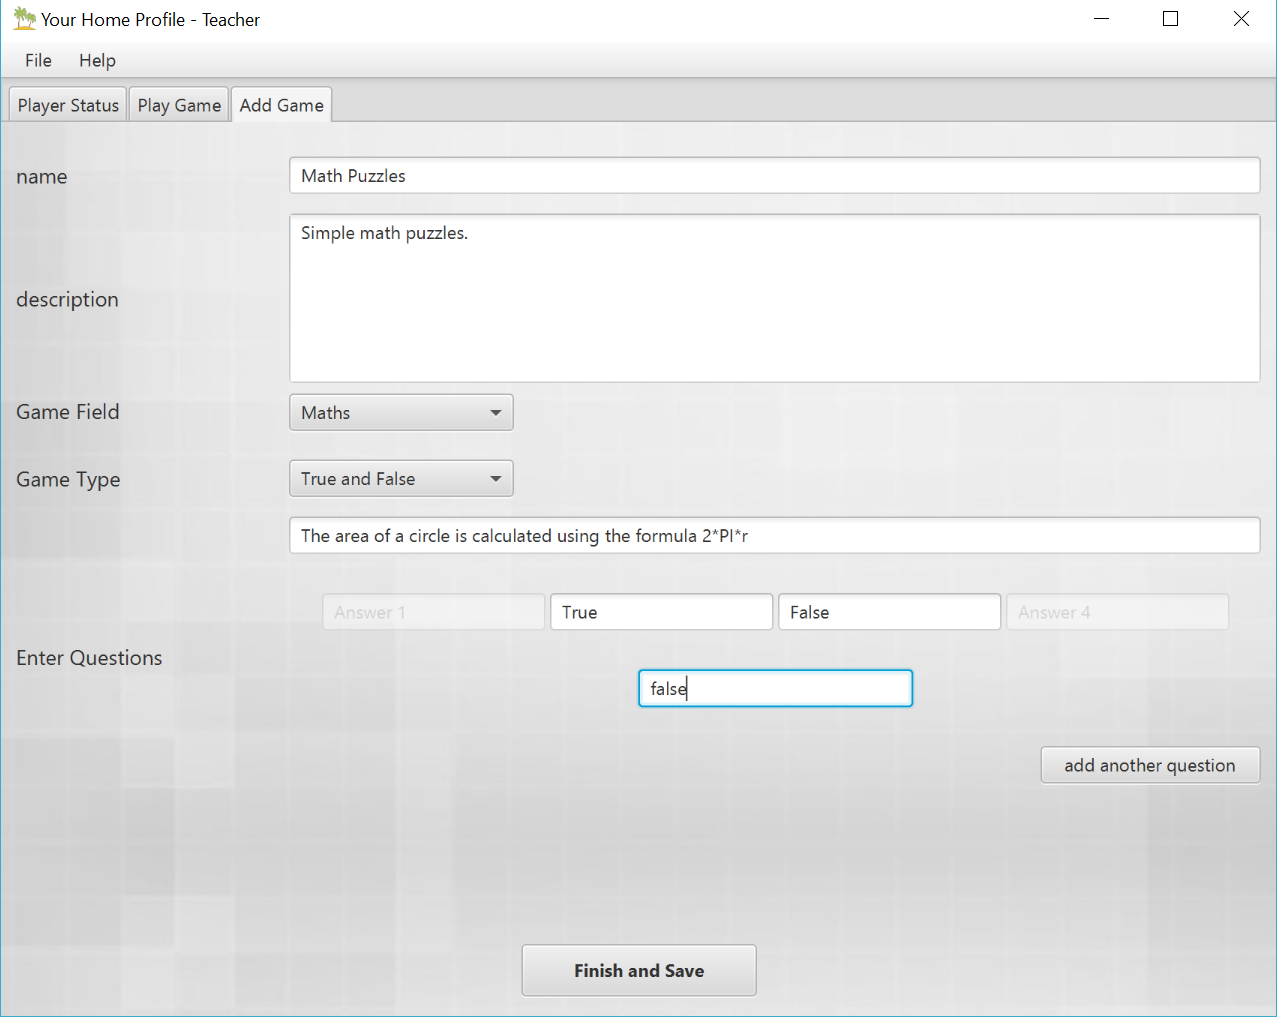 Your Home Profile - Teacher
File Help
Player Status Play Game Add Game
name Math Puzzles
Simple math puzzles.
description
Game Field Maths
Game Type True and False
The area of a circle is calculated using the formula 2*PI*r
Answer 1 True False Answer 4
Enter Questions
false
add another question
Finish and Save